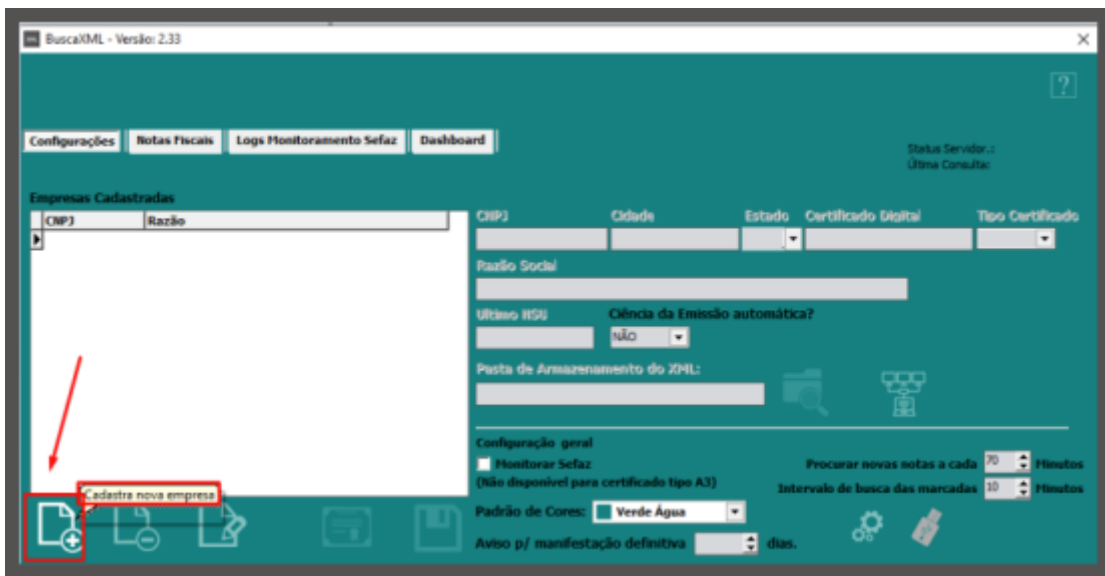 BuscaXML - Versão: 2.33
?
Configurações Notas Fiscais Logs Monitoramento Sefaz Dashboard
Status Servidor.:
Última Consulta:
Empresas Cadastradas
CNPJ Razão
CNPJ Cidade Estado Certificado Digital Tipo Certificado
Razão Social
Ultimo NSU Ciência da Emissão automática?
NÃO
Pasta de Armazenamento do XML:
Configuração geral
Monitorar Sefaz Procurar novas notas a cada 70 Minutos
(Não disponivel para certificado tipo A3) Intervalo de busca das marcadas 10 Minutos
Cadastra nova empresa
Padrão de Cores: Verde Água
Aviso p/ manifestação definitiva dias.